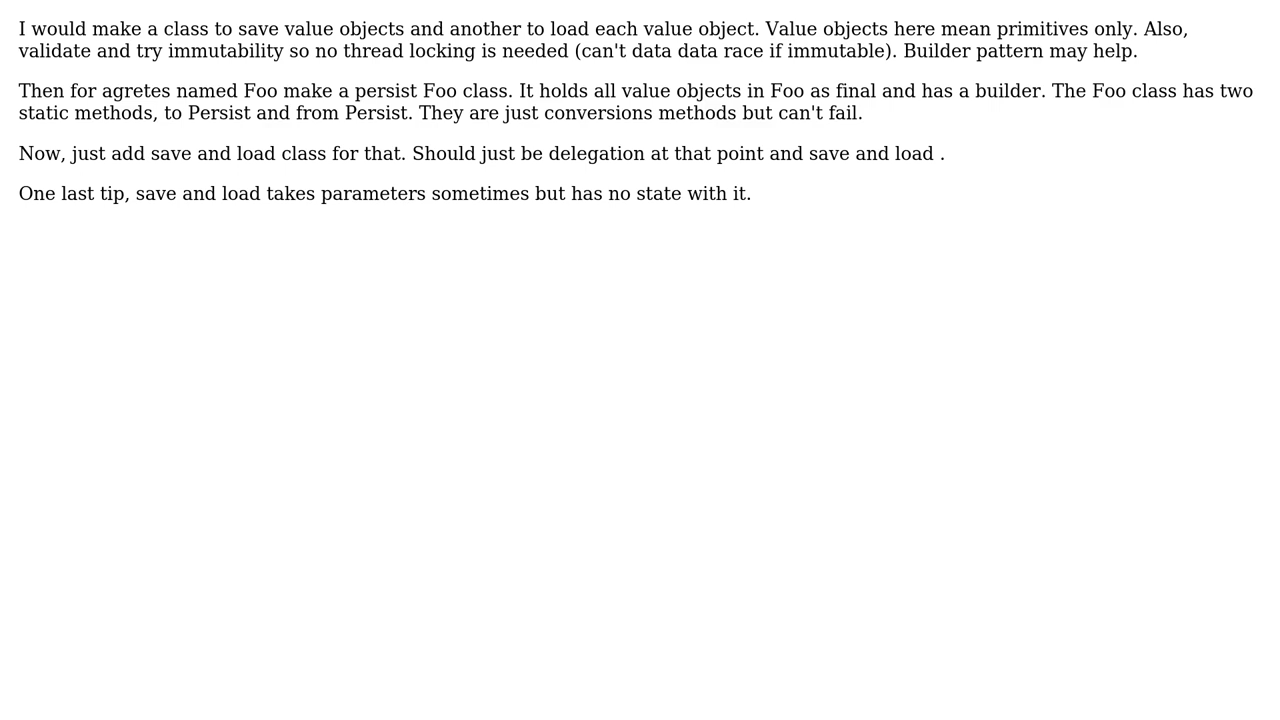 I would make a class to save value objects and another to load each value object. Value objects here mean primitives only. Also,
validate and try immutability so no thread locking is needed (can't data data race if immutable). Builder pattern may help.
Then for agretes named Foo make a persist Foo class. It holds all value objects in Foo as final and has a builder. The Foo class has two
static methods, to Persist and from Persist. They are just conversions methods but can't fail.
Now, just add save and load class for that. Should just be delegation at that point and save and load .
One last tip, save and load takes parameters sometimes but has no state with it.